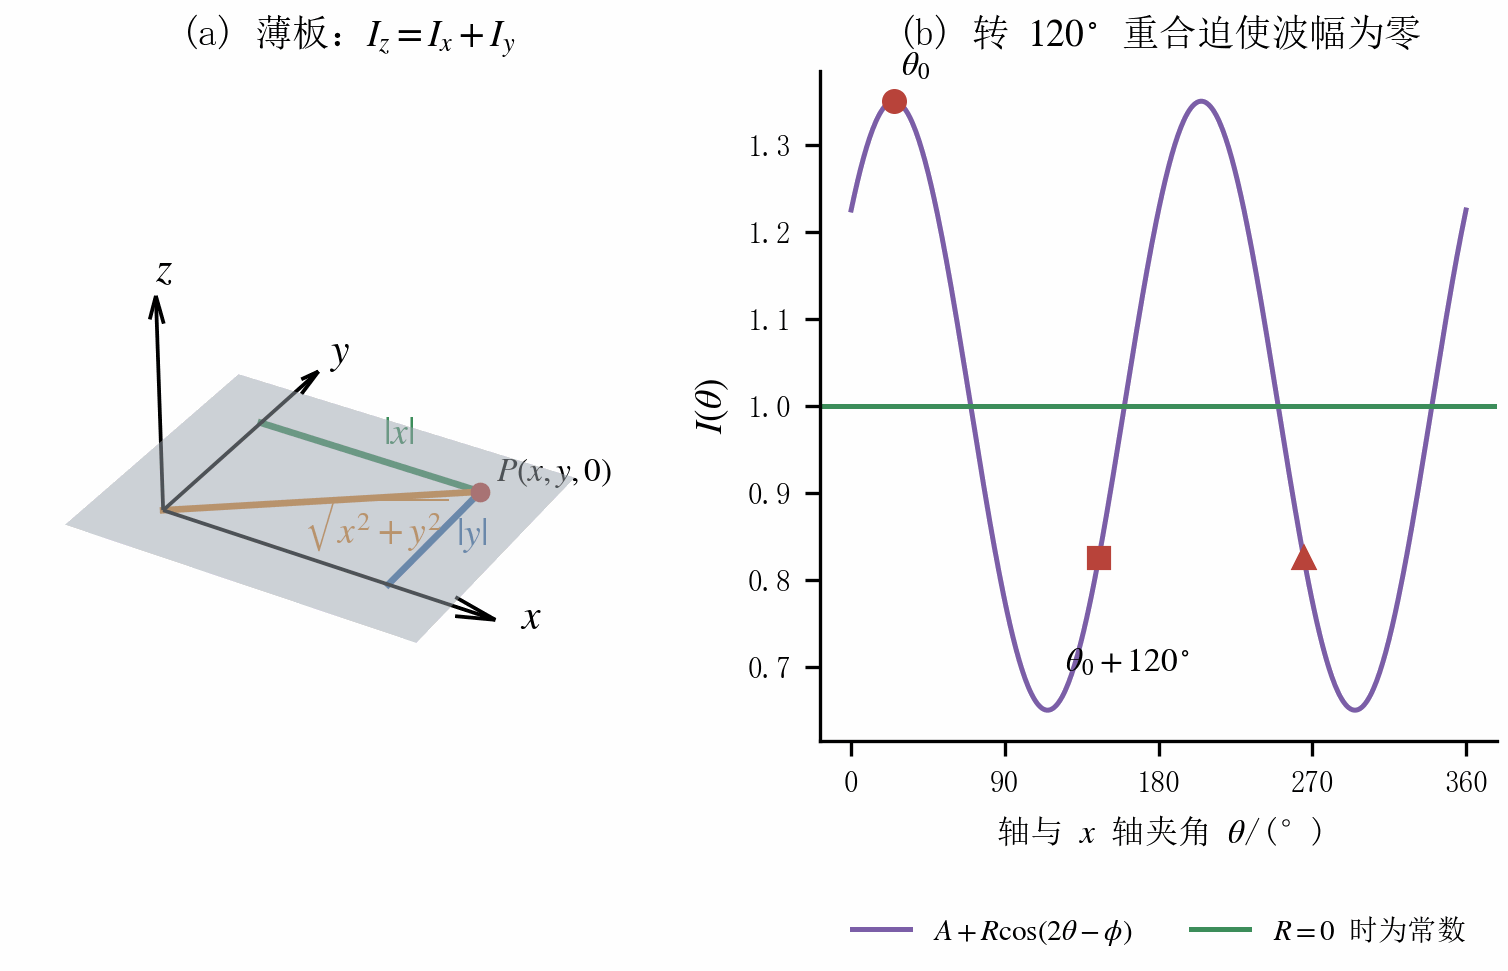 (a) 薄板：I_z = I_x + I_y
z
y
|x|
P(x, y, 0)
√x² + y²
|y|
x
(b) 转 120° 重合迫使波幅为零
θ₀
1.3
1.2
1.1
1.0
0.9
0.8
0.7
I(θ)
θ₀ + 120°
0 90 180 270 360
轴与 x 轴夹角 θ/(°)
A + Rcos(2θ − ϕ)
R = 0 时为常数